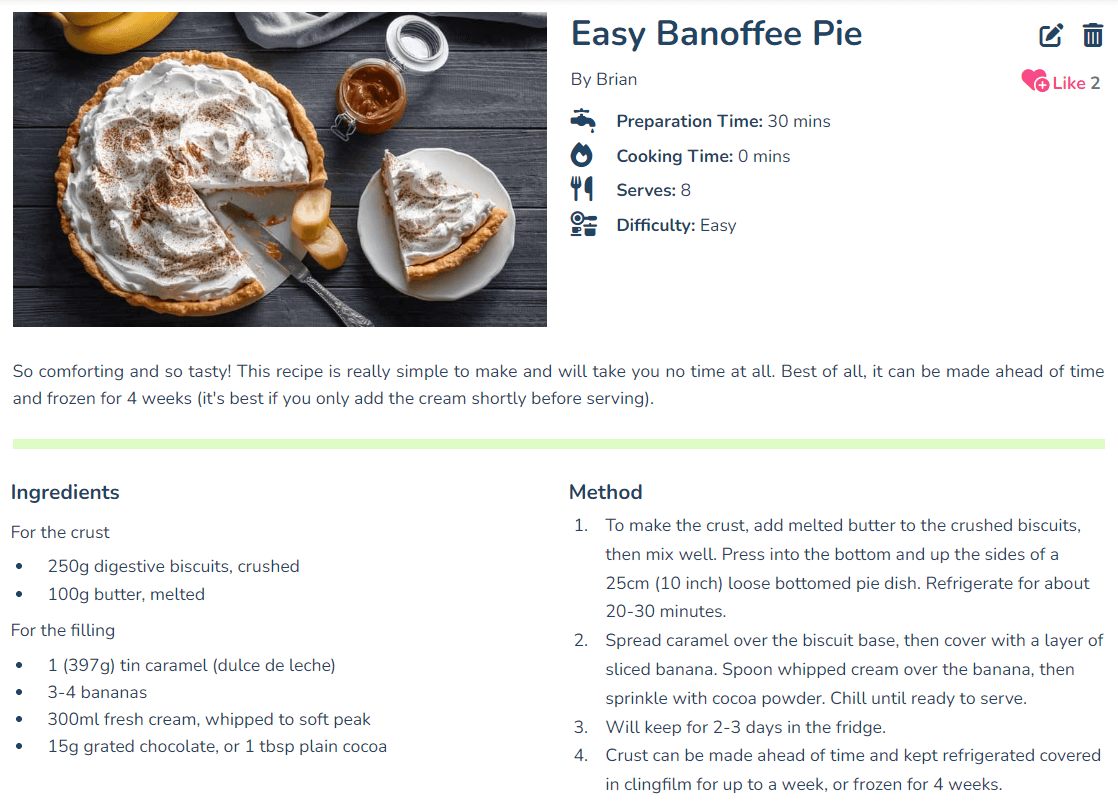 Easy Banoffee Pie
By Brian
Like 2
Preparation Time: 30 mins
Cooking Time: 0 mins
Serves: 8
Difficulty: Easy
So comforting and so tasty! This recipe is really simple to make and will take you no time at all. Best of all, it can be made ahead of time
and frozen for 4 weeks (it's best if you only add the cream shortly before serving).
Ingredients
For the crust
• 250g digestive biscuits, crushed
• 100g butter, melted
For the filling
• 1 (397g) tin caramel (dulce de leche)
• 3-4 bananas
• 300ml fresh cream, whipped to soft peak
• 15g grated chocolate, or 1 tbsp plain cocoa
Method
1. To make the crust, add melted butter to the crushed biscuits,
then mix well. Press into the bottom and up the sides of a
25cm (10 inch) loose bottomed pie dish. Refrigerate for about
20-30 minutes.
2. Spread caramel over the biscuit base, then cover with a layer of
sliced banana. Spoon whipped cream over the banana, then
sprinkle with cocoa powder. Chill until ready to serve.
3. Will keep for 2-3 days in the fridge.
4. Crust can be made ahead of time and kept refrigerated covered
in clingfilm for up to a week, or frozen for 4 weeks.